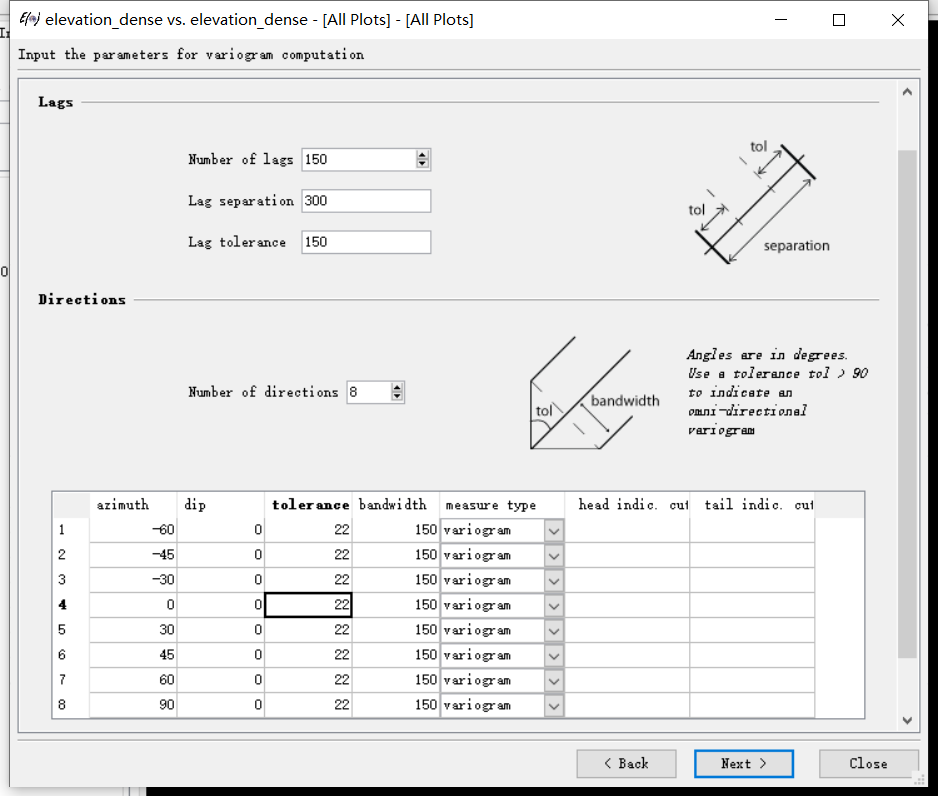 elevation_dense vs. elevation_dense - [All Plots] - [All Plots]
Input the parameters for variogram computation
Lags
Number of lags 150
Lag separation 300
Lag tolerance 150
tol
tol
separation
Directions
Number of directions 8
tol
bandwidth
Angles are in degrees.
Use a tolerance tol > 90
to indicate an
omni-directional
variogram
azimuth dip tolerance bandwidth measure type head indic. cut tail indic. cut
1 -60 0 22 150 variogram
2 -45 0 22 150 variogram
3 -30 0 22 150 variogram
4 0 0 22 150 variogram
5 30 0 22 150 variogram
6 45 0 22 150 variogram
7 60 0 22 150 variogram
8 90 0 22 150 variogram
< Back Next > Close